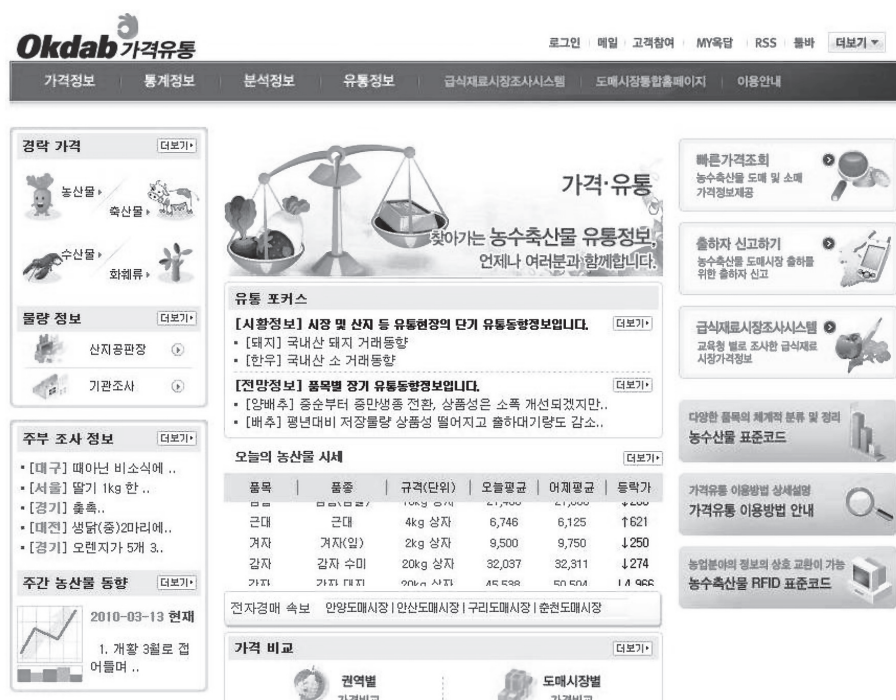 Okdab 가격유통
로그인 메일 고객참여 MY옥답 RSS 툴바 더보기
가격정보 통계정보 분석정보 유통정보 급식재료시장조사시스템 도매시장통합홈페이지 이용안내
경락 가격 더보기
농산물
축산물
수산물
화훼류
물량 정보 더보기
산지공판장
기관조사
주부 조사 정보 더보기
[대구] 때아닌 비소식에 ..
[서울] 딸기 1kg 한 ..
[경기] 촉촉..
[대전] 생닭(중)2마리에..
[경기] 오렌지가 5개 3..
주간 농산물 동향 더보기
2010-03-13 현재
1. 개황 3월로 접
어들며 ..
가격·유통
찾아가는 농수축산물 유통정보,
언제나 여러분과 함께합니다.
유통 포커스
[시황정보] 시장 및 산지 등 유통현장의 단기 유통동향정보입니다. 더보기
[돼지] 국내산 돼지 거래동향
[한우] 국내산 소 거래동향
[전망정보] 품목별 장기 유통동향정보입니다. 더보기
[양배추] 중순부터 중만생종 전환, 상품성은 소폭 개선되겠지만..
[배추] 평년대비 저장물량 상품성 떨어지고 출하대기량도 감소..
오늘의 농산물 시세 더보기
품목 품종 규격(단위) 오늘평균 어제평균 등락가
근대 근대 4kg 상자 6,746 6,125 ↑621
겨자 겨자(잎) 2kg 상자 9,500 9,750 ↓250
감자 감자 수미 20kg 상자 32,037 32,311 ↓274
감자 감자 대지 20kg 상자 45,538 50,504 ↓4,966
전자경매 속보 안양도매시장 | 안산도매시장 | 구리도매시장 | 춘천도매시장
가격 비교 더보기
권역별
가격비교
도매시장별
가격비교
빠른가격조회
농수축산물 도매 및 소매
가격정보제공
출하자 신고하기
농수축산물 도매시장 출하를
위한 출하자 신고
급식재료시장조사시스템
교육청 별로 조사한 급식재료
시장가격정보
다양한 품목의 체계적 분류 및 정리
농수산물 표준코드
가격유통 이용방법 상세설명
가격유통 이용방법 안내
농업분야의 정보의 상호 교환이 가능
농수축산물 RFID 표준코드